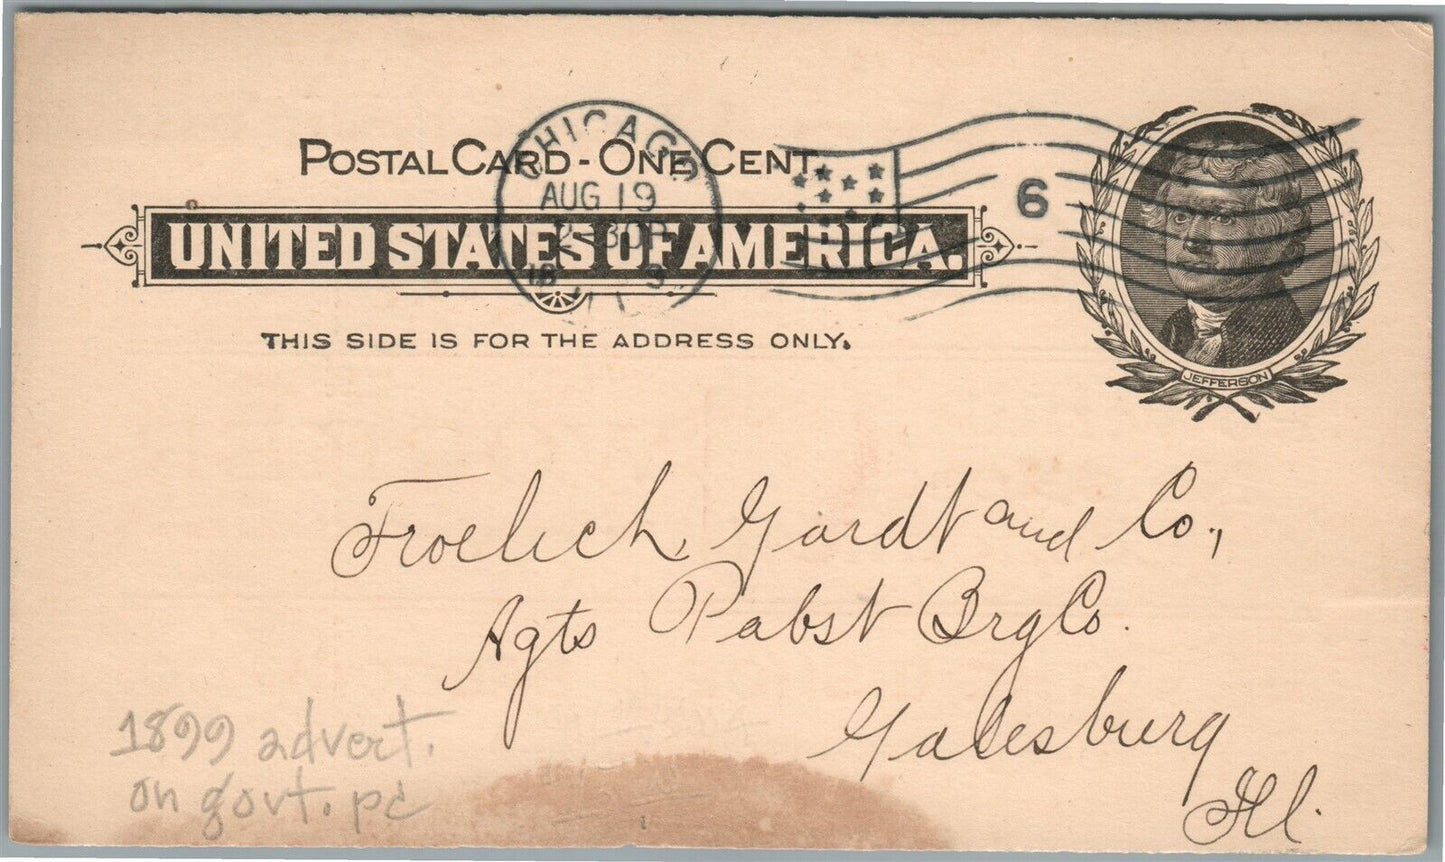 POSTAL CARD - ONE CENT.
UNITED STATES OF AMERICA.
THIS SIDE IS FOR THE ADDRESS ONLY.
CHICAGO
AUG 19
ILL
6
JEFFERSON
Froelich, Gardt and Co.,
Agts Pabst Brg Co.
Galesburg
Ill.
1899 advert.
on govt. pc